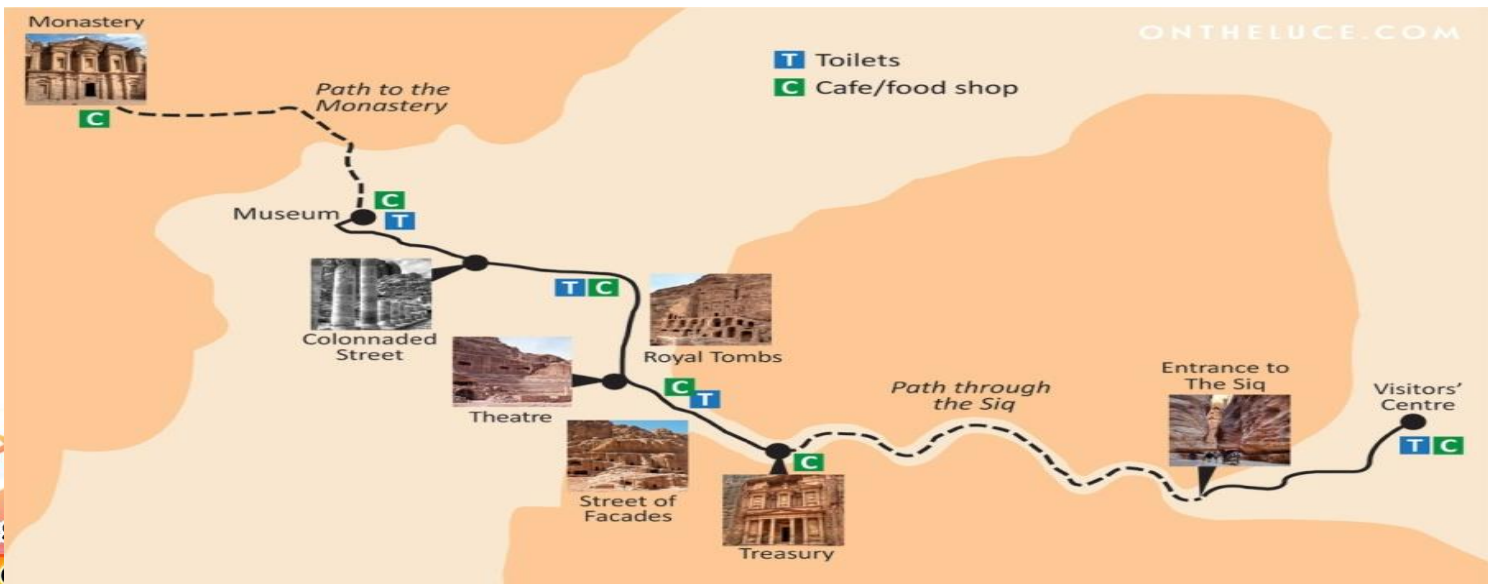 Monastery
ONTHELUCE.COM
T Toilets
C Cafe/food shop
Path to the
Monastery
C
C
Museum
T
T C
Colonnaded
Street
Royal Tombs
Theatre
C
T
Path through
the Siq
Entrance to
The Siq
Visitors'
Centre
T C
C
Street of
Facades
Treasury